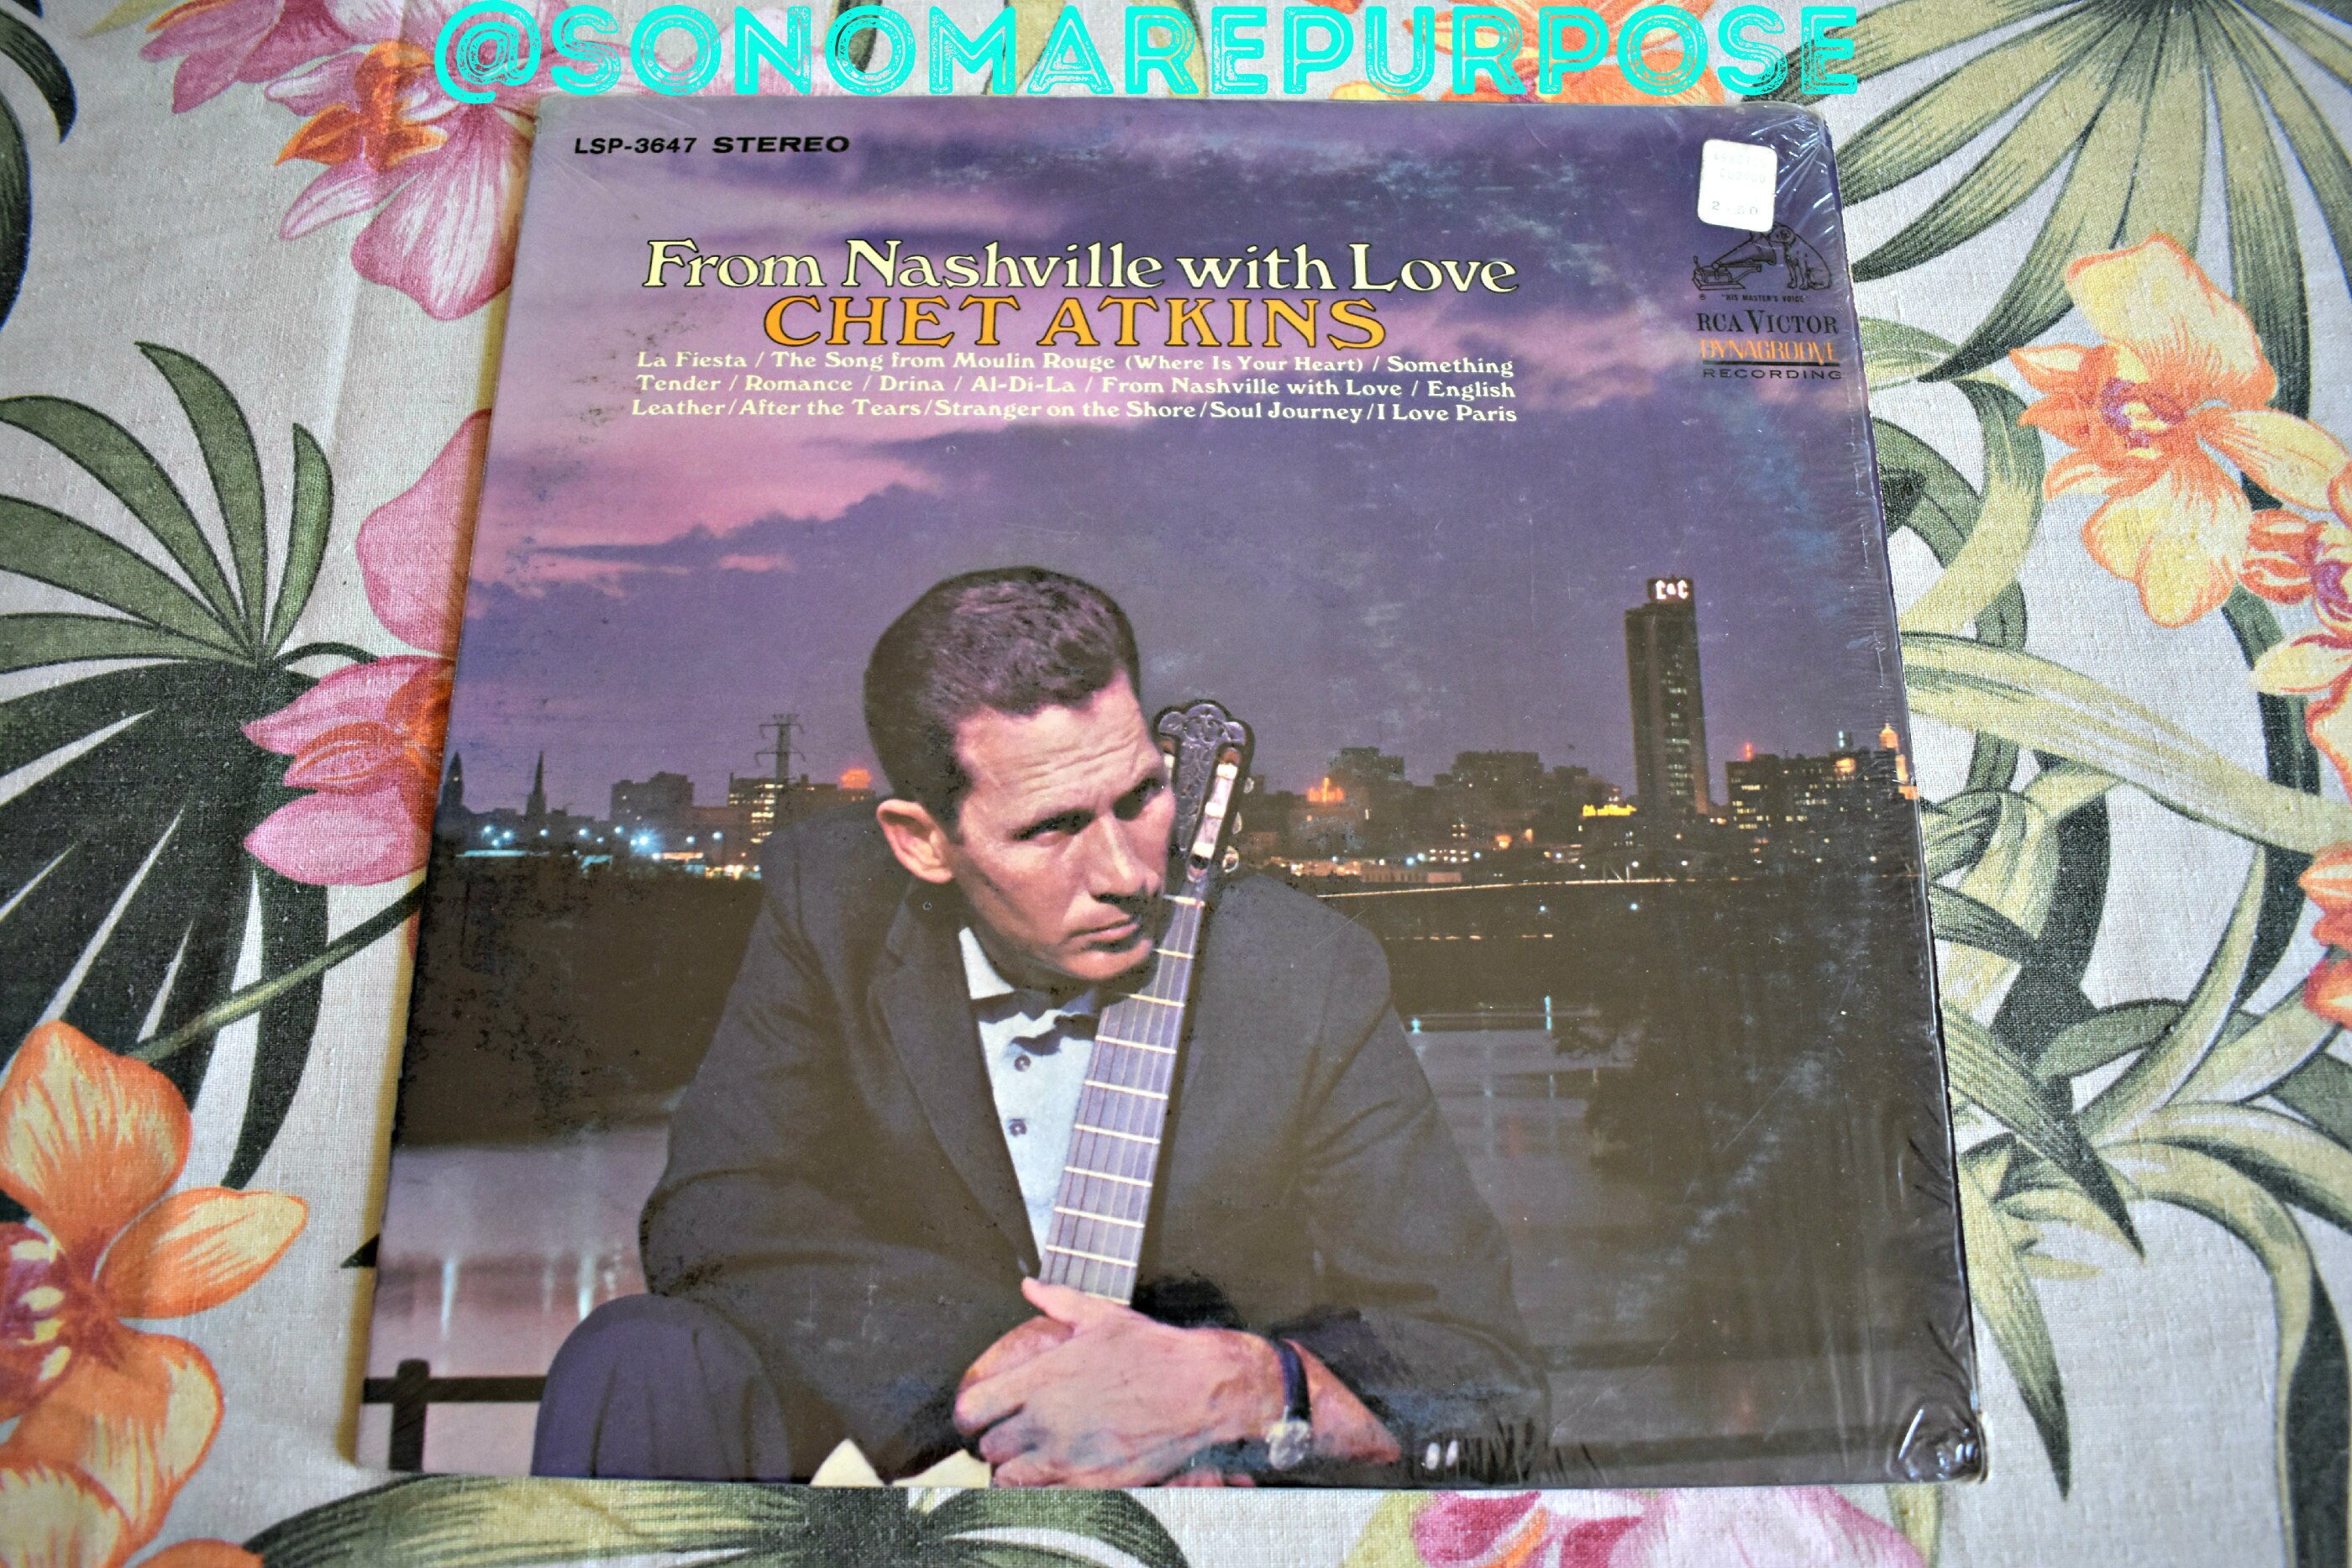 @SONOMAREPURPOSE
LSP-3647 STEREO
From Nashville with Love
CHET ATKINS
La Fiesta / The Song from Moulin Rouge (Where Is Your Heart) / Something
Tender / Romance / Drina / Al-Di-La / From Nashville with Love / English
Leather/After the Tears/Stranger on the Shore/Soul Journey/I Love Paris
"HIS MASTER'S VOICE"
RCA VICTOR
DYNAGROOVE
RECORDING
L&C